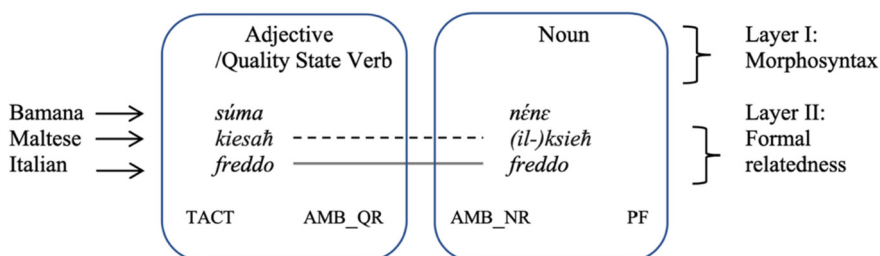 Adjective Noun Layer I:
/Quality State Verb Morphosyntax
Bamana súma nɛ́nɛ Layer II:
Maltese kiesaħ (il-)ksieħ Formal
Italian freddo freddo relatedness
TACT AMB_QR AMB_NR PF